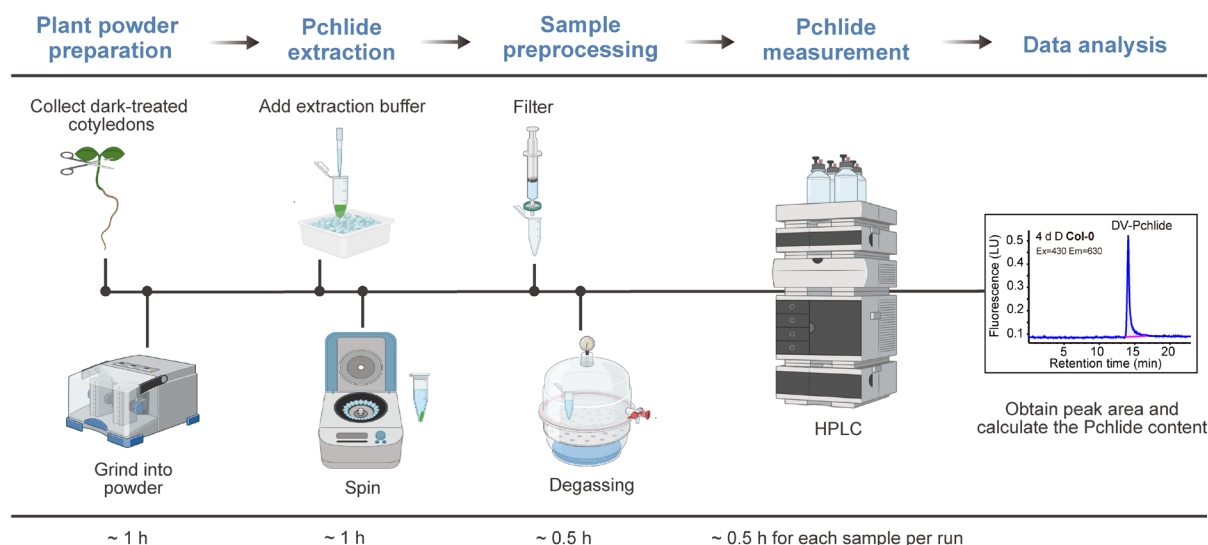 Plant powder
preparation
Pchlide
extraction
Sample
preprocessing
Pchlide
measurement
Data analysis
Collect dark-treated
cotyledons
Add extraction buffer
Filter
Grind into
powder
Spin
Degassing
HPLC
DV-Pchlide
4 d D Col-0
Ex=430 Em=630
Fluorescence (LU)
0.5
0.4
0.3
0.2
0.1
5 10 15 20
Retention time (min)
Obtain peak area and
calculate the Pchlide content
~ 1 h
~ 1 h
~ 0.5 h
~ 0.5 h for each sample per run